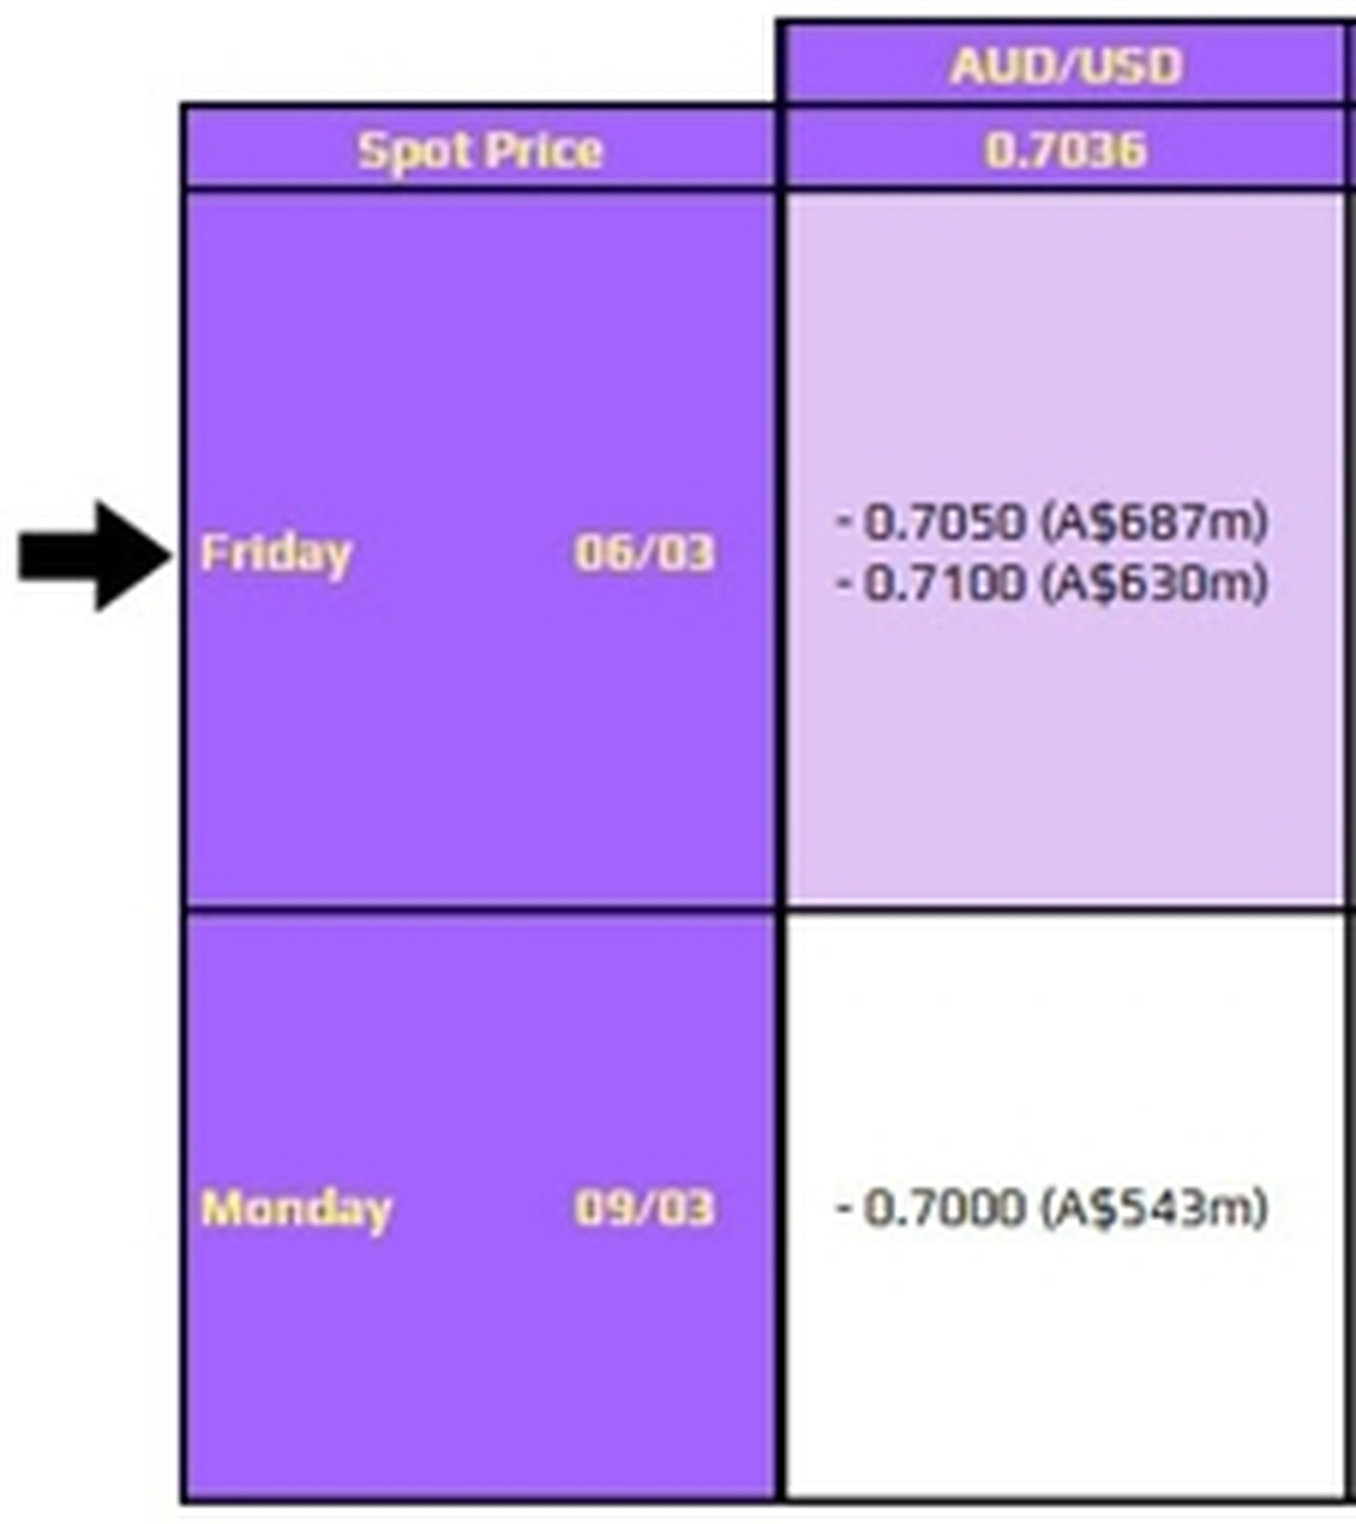 AUD/USD
Spot Price 0.7036
Friday 06/03
- 0.7050 (A$687m)
- 0.7100 (A$630m)
Monday 09/03
- 0.7000 (A$543m)